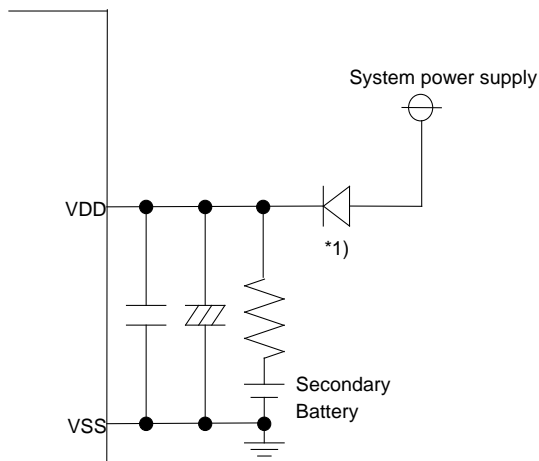 System power supply
VDD
*1)
Secondary
Battery
VSS